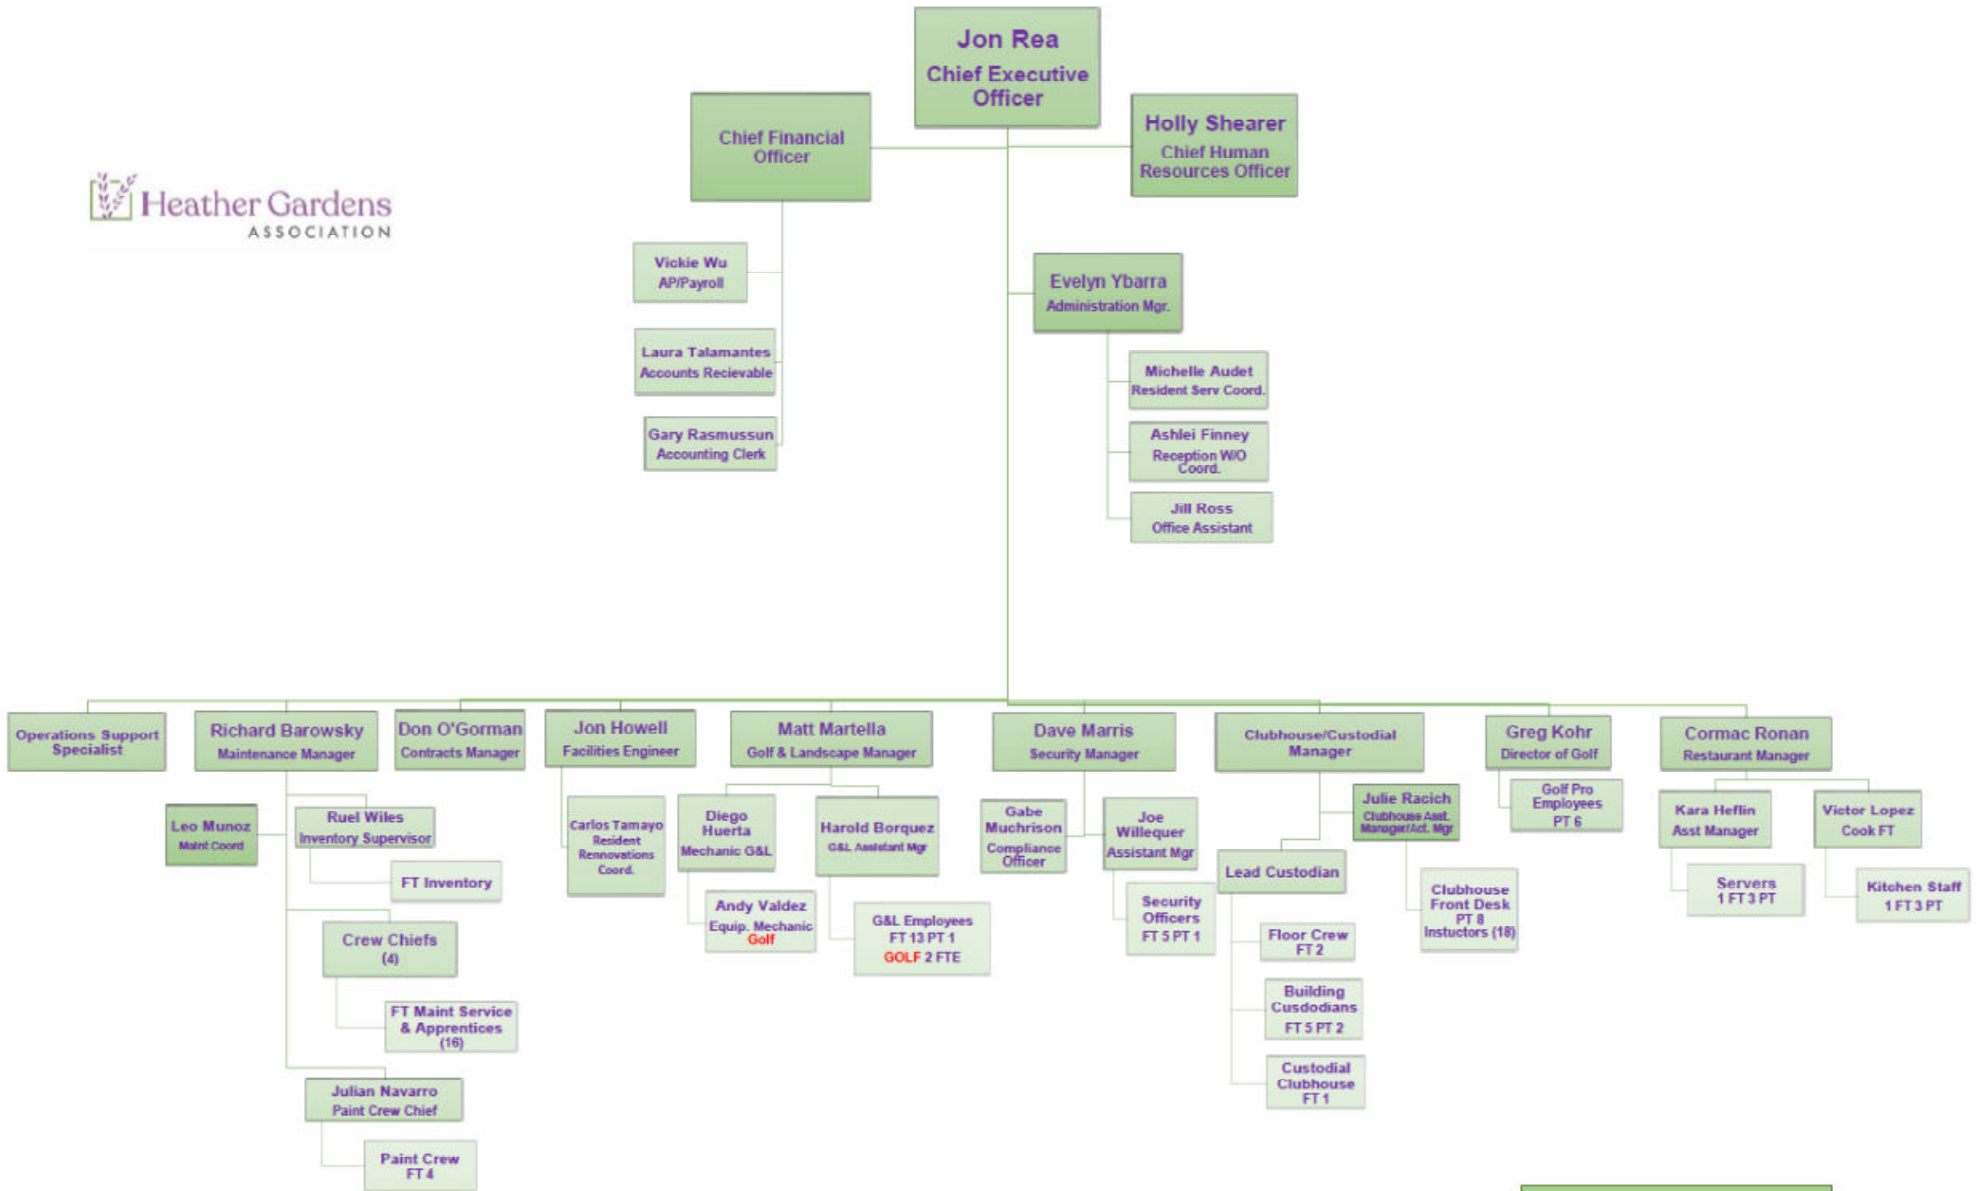 Jon Rea
Chief Executive
Officer
Chief Financial
Officer
Holly Shearer
Chief Human
Resources Officer
Heather Gardens
ASSOCIATION
Vickie Wu
AP/Payroll
Laura Talamantes
Accounts Recievable
Gary Rasmussun
Accounting Clerk
Evelyn Ybarra
Administration Mgr.
Michelle Audet
Resident Serv Coord.
Ashlei Finney
Reception W/O
Coord.
Jill Ross
Office Assistant
Operations Support
Specialist
Richard Barowsky
Maintenance Manager
Don O'Gorman
Contracts Manager
Jon Howell
Facilities Engineer
Matt Martella
Golf & Landscape Manager
Dave Marris
Security Manager
Clubhouse/Custodial
Manager
Greg Kohr
Director of Golf
Cormac Ronan
Restaurant Manager
Leo Munoz
Maint Coord
Ruel Wiles
Inventory Supervisor
FT Inventory
Crew Chiefs
(4)
FT Maint Service
& Apprentices
(16)
Julian Navarro
Paint Crew Chief
Paint Crew
FT 4
Carlos Tamayo
Resident
Rennovations
Coord.
Diego
Huerta
Mechanic G&L
Andy Valdez
Equip. Mechanic
Golf
Harold Borquez
G&L Assistant Mgr
G&L Employees
FT 13 PT 1
GOLF 2 FTE
Gabe
Muchrison
Compliance
Officer
Joe
Willequer
Assistant Mgr
Security
Officers
FT 5 PT 1
Julie Racich
Clubhouse Asst.
Manager/Act. Mgr
Lead Custodian
Floor Crew
FT 2
Building
Cusdodians
FT 5 PT 2
Custodial
Clubhouse
FT 1
Clubhouse
Front Desk
PT 8
Instuctors (18)
Golf Pro
Employees
PT 6
Kara Heflin
Asst Manager
Servers
1 FT 3 PT
Victor Lopez
Cook FT
Kitchen Staff
1 FT 3 PT